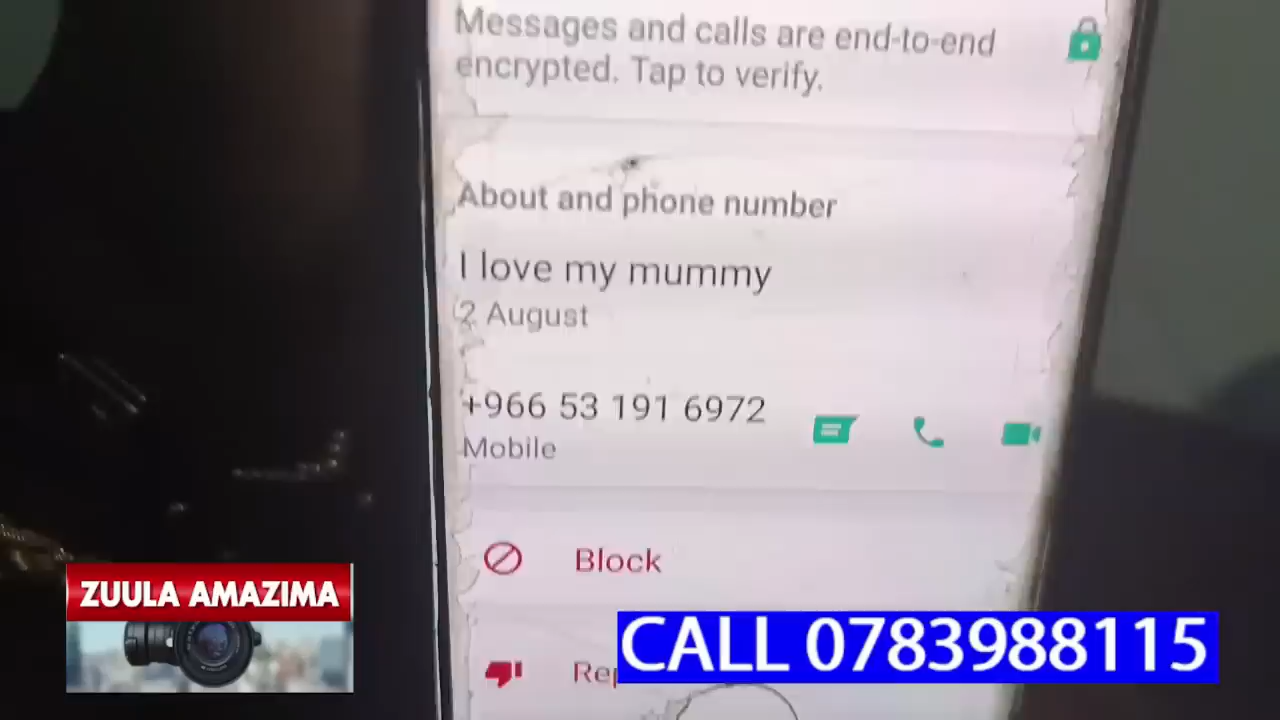 Messages and calls are end-to-end
encrypted. Tap to verify.
About and phone number
I love my mummy
2 August
+966 53 191 6972
Mobile
Block
ZUULA AMAZIMA
CALL 0783988115